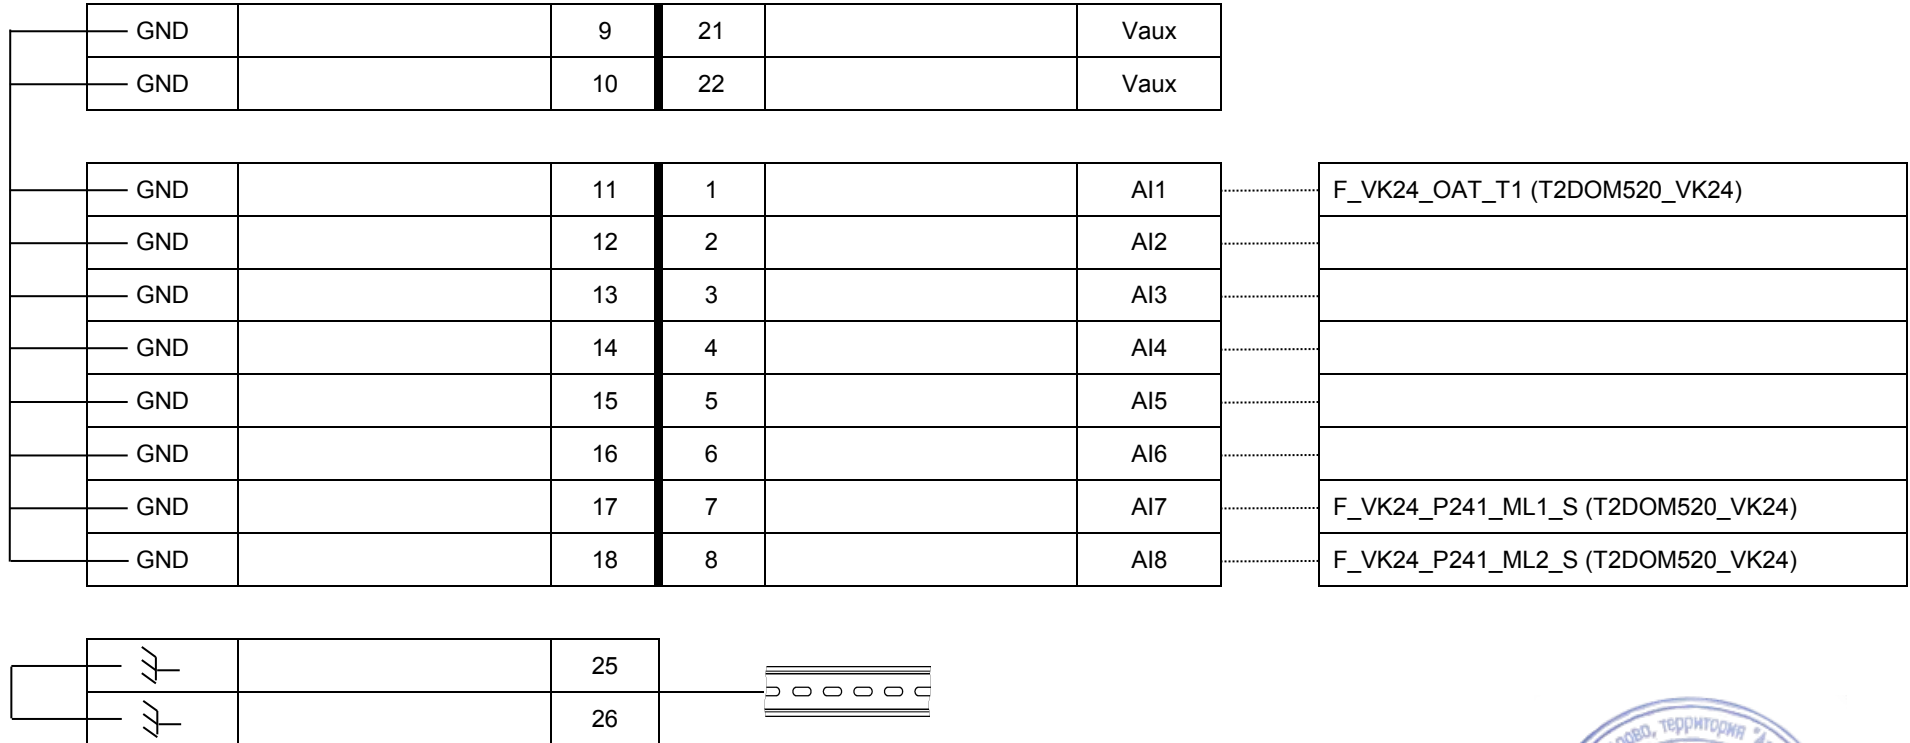 GND 9 21 Vaux
GND 10 22 Vaux
GND 11 1 AI1 F_VK24_OAT_T1 (T2DOM520_VK24)
GND 12 2 AI2
GND 13 3 AI3
GND 14 4 AI4
GND 15 5 AI5
GND 16 6 AI6
GND 17 7 AI7 F_VK24_P241_ML1_S (T2DOM520_VK24)
GND 18 8 AI8 F_VK24_P241_ML2_S (T2DOM520_VK24)
25
26
территория